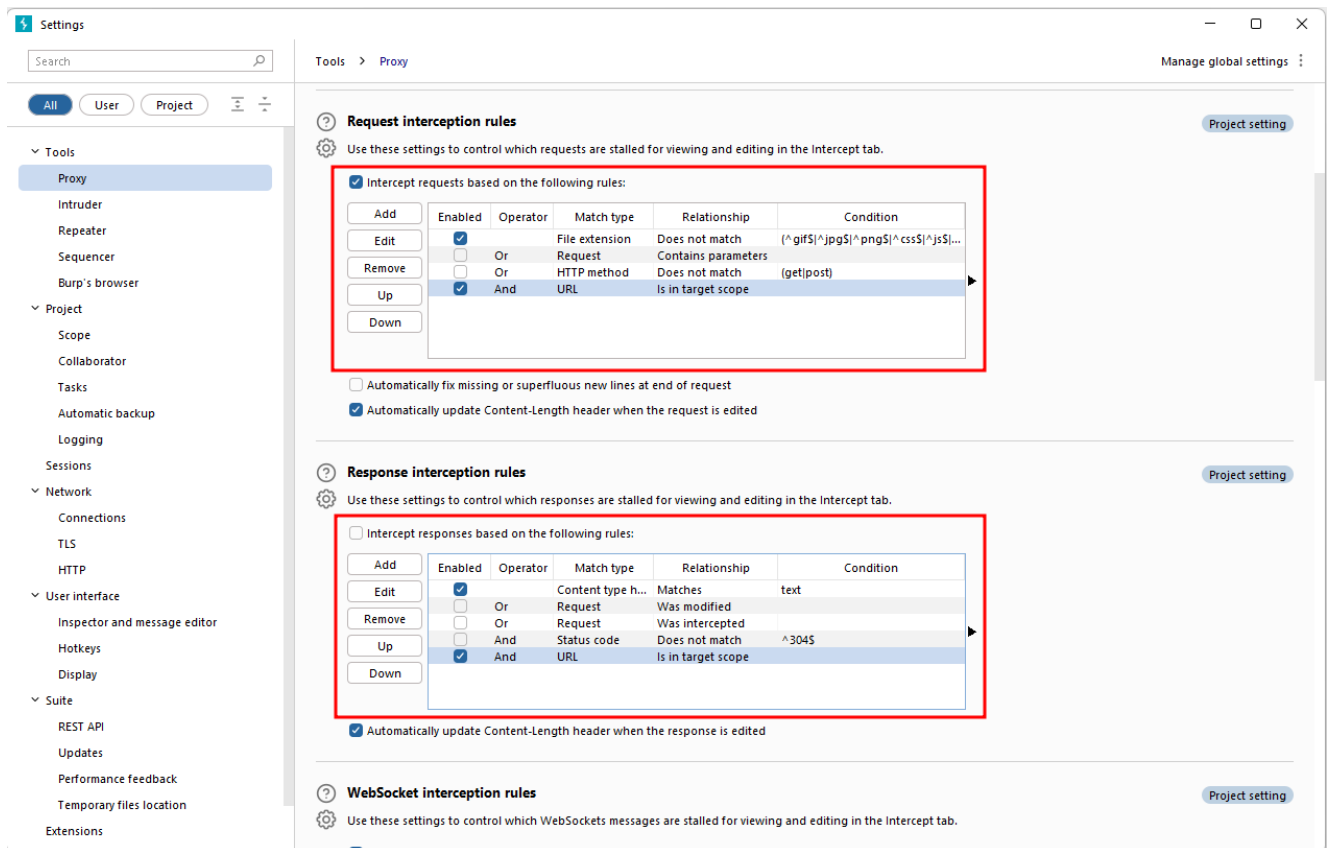 Settings
Search
Tools > Proxy
Manage global settings
All User Project
Tools
Proxy
Intruder
Repeater
Sequencer
Burp's browser
Project
Scope
Collaborator
Tasks
Automatic backup
Logging
Sessions
Network
Connections
TLS
HTTP
User interface
Inspector and message editor
Hotkeys
Display
Suite
REST API
Updates
Performance feedback
Temporary files location
Extensions
? Request interception rules
Project setting
Use these settings to control which requests are stalled for viewing and editing in the Intercept tab.
Intercept requests based on the following rules:
Add
Edit
Remove
Up
Down
Enabled Operator Match type Relationship Condition
File extension Does not match (^gif$|^jpg$|^png$|^css$|^js$|...
Or Request Contains parameters
Or HTTP method Does not match (get|post)
And URL Is in target scope
Automatically fix missing or superfluous new lines at end of request
Automatically update Content-Length header when the request is edited
? Response interception rules
Project setting
Use these settings to control which responses are stalled for viewing and editing in the Intercept tab.
Intercept responses based on the following rules:
Add
Edit
Remove
Up
Down
Enabled Operator Match type Relationship Condition
Content type h... Matches text
Or Request Was modified
Or Request Was intercepted
And Status code Does not match ^304$
And URL Is in target scope
Automatically update Content-Length header when the response is edited
? WebSocket interception rules
Project setting
Use these settings to control which WebSockets messages are stalled for viewing and editing in the Intercept tab.